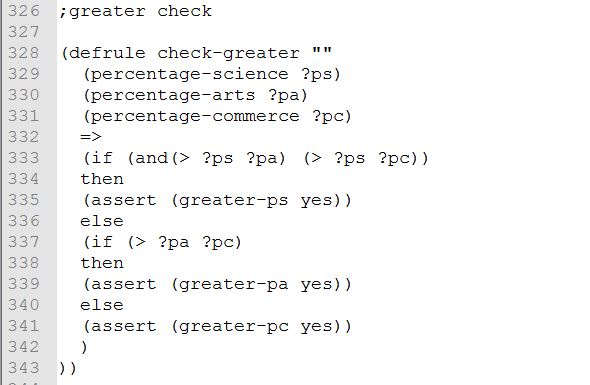 326 ;greater check
327
328 (defrule check-greater ""
329 (percentage-science ?ps)
330 (percentage-arts ?pa)
331 (percentage-commerce ?pc)
332 =>
333 (if (and(> ?ps ?pa) (> ?ps ?pc))
334 then
335 (assert (greater-ps yes))
336 else
337 (if (> ?pa ?pc)
338 then
339 (assert (greater-pa yes))
340 else
341 (assert (greater-pc yes))
342 )
343 ))